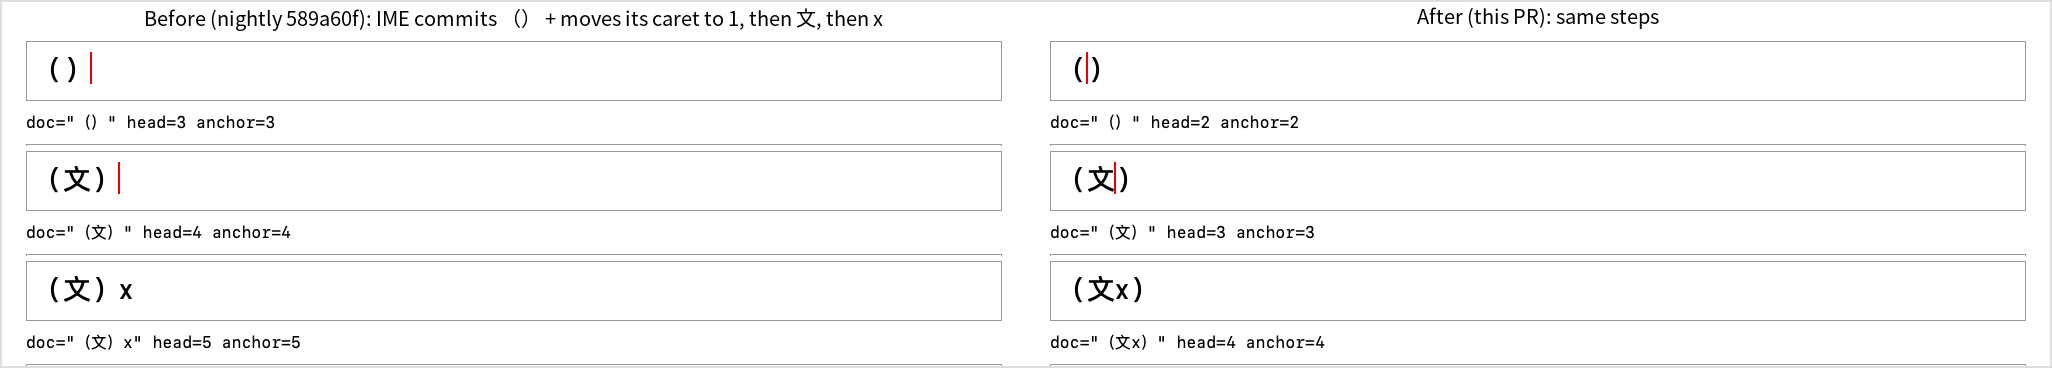 Before (nightly 589a60f): IME commits （） + moves its caret to 1, then 文, then x
（）
doc="（）" head=3 anchor=3
（文）
doc="（文）" head=4 anchor=4
（文）x
doc="（文）x" head=5 anchor=5
After (this PR): same steps
（）
doc="（）" head=2 anchor=2
（文）
doc="（文）" head=3 anchor=3
（文x）
doc="（文x）" head=4 anchor=4